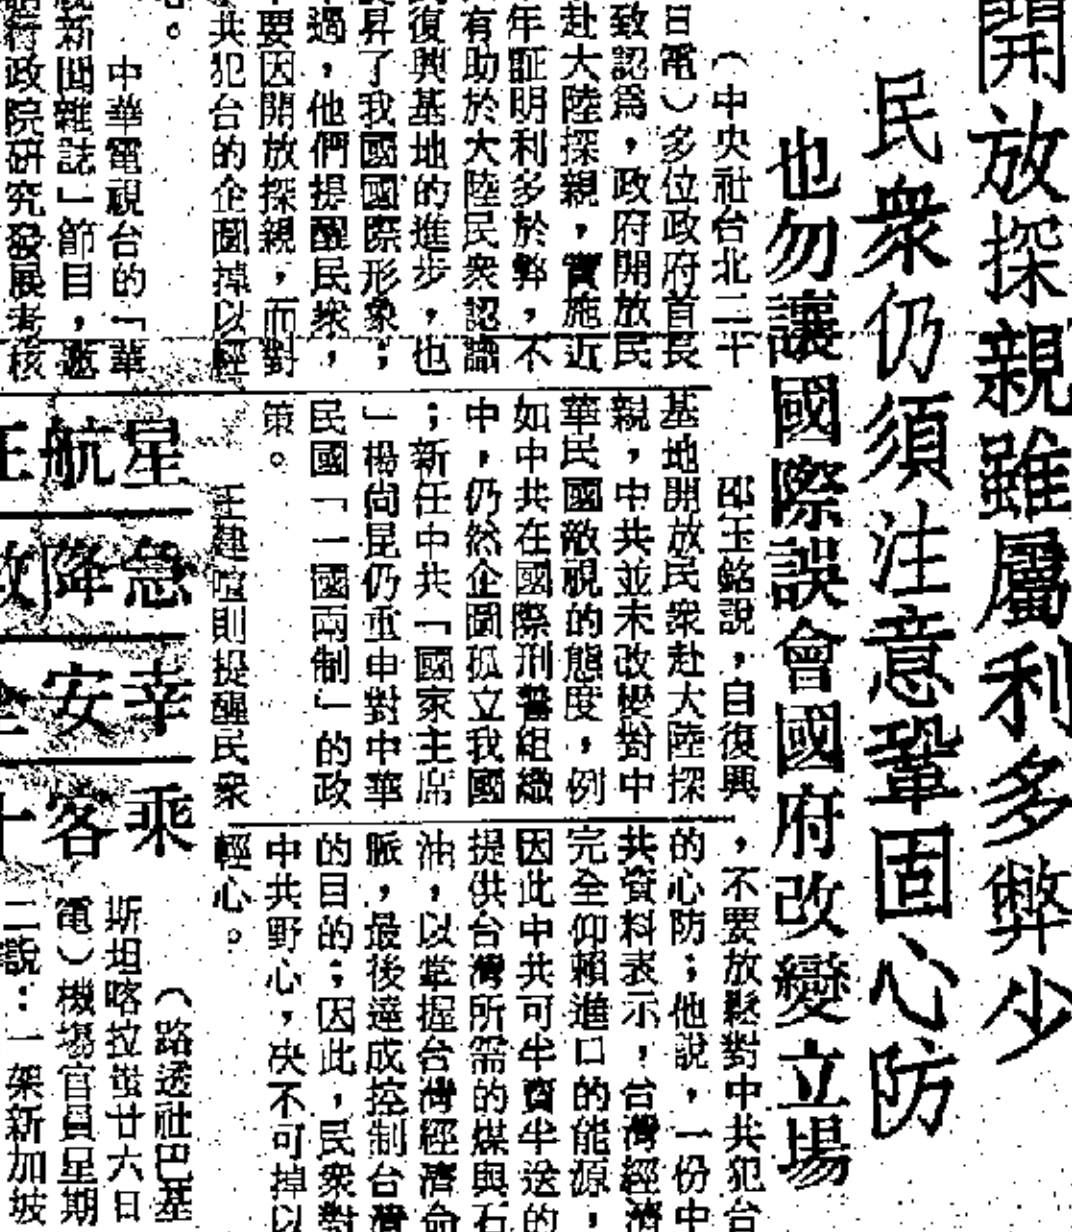 開放探親雖屬利多弊少
民衆仍須注意鞏固心防
也勿讓國際誤會國府改變立場
（中央社台北二十
日電）多位政府首長
致認爲，政府開放民
赴大陸探親，實施近
年証明利多於弊，不
有助於大陸民衆認識
復興基地的進步，也
昇了我國國際形象；
過，他們提醒民衆，
要因開放探親，而對
共犯台的企圖掉以輕
。
中華電視台的「華
視新聞雜誌」節目，邀
行政院研究發展考核
邵玉銘說，自復興
基地開放民衆赴大陸探
親，中共並未改變對中
華民國敵視的態度，例
如中共在國際刑警組織
中，仍然企圖孤立我國
；新任中共「國家主席
」楊尚昆仍重申對中華
民國「一國兩制」的政
策。
王建煊則提醒民衆
，不要放鬆對中共犯台
的心防；他說，一份中
共資料表示，台灣經濟
完全仰賴進口的能源，
因此中共可半賣半送的
提供台灣所需的煤與石
油，以掌握台灣經濟命
脈，最後達成控制台灣
的目的；因此，民衆對
中共野心，决不可掉以
輕心。
星航
急降
幸安
乘客
（路透社巴基
斯坦喀拉蚩廿六日
電）機場官員星期
二說：一架新加坡